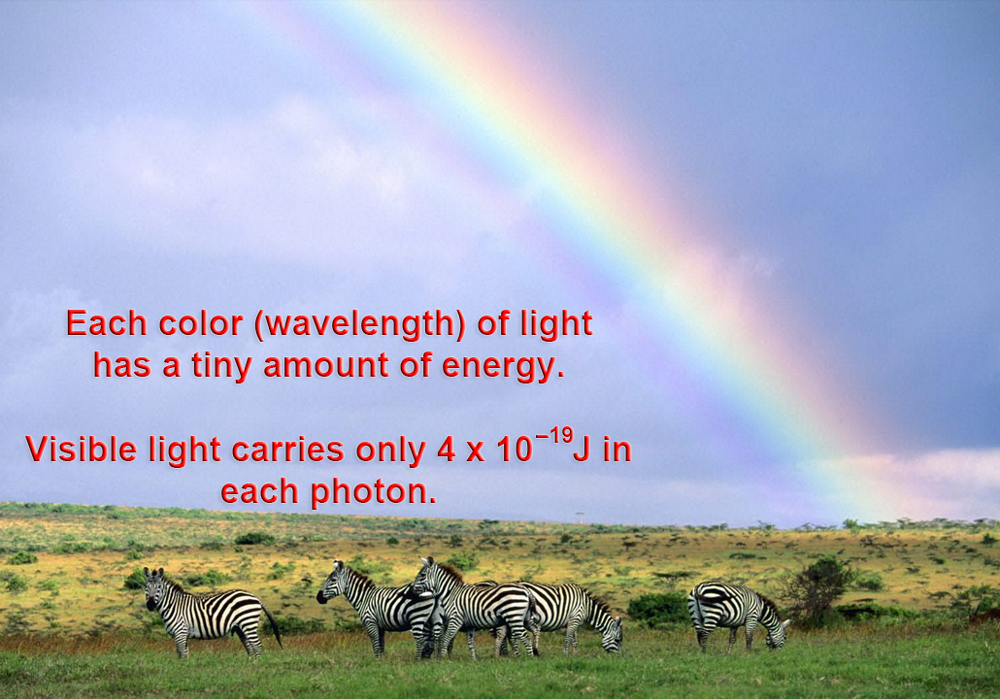 Each color (wavelength) of light
has a tiny amount of energy.
Visible light carries only 4 x 10⁻¹⁹J in
each photon.